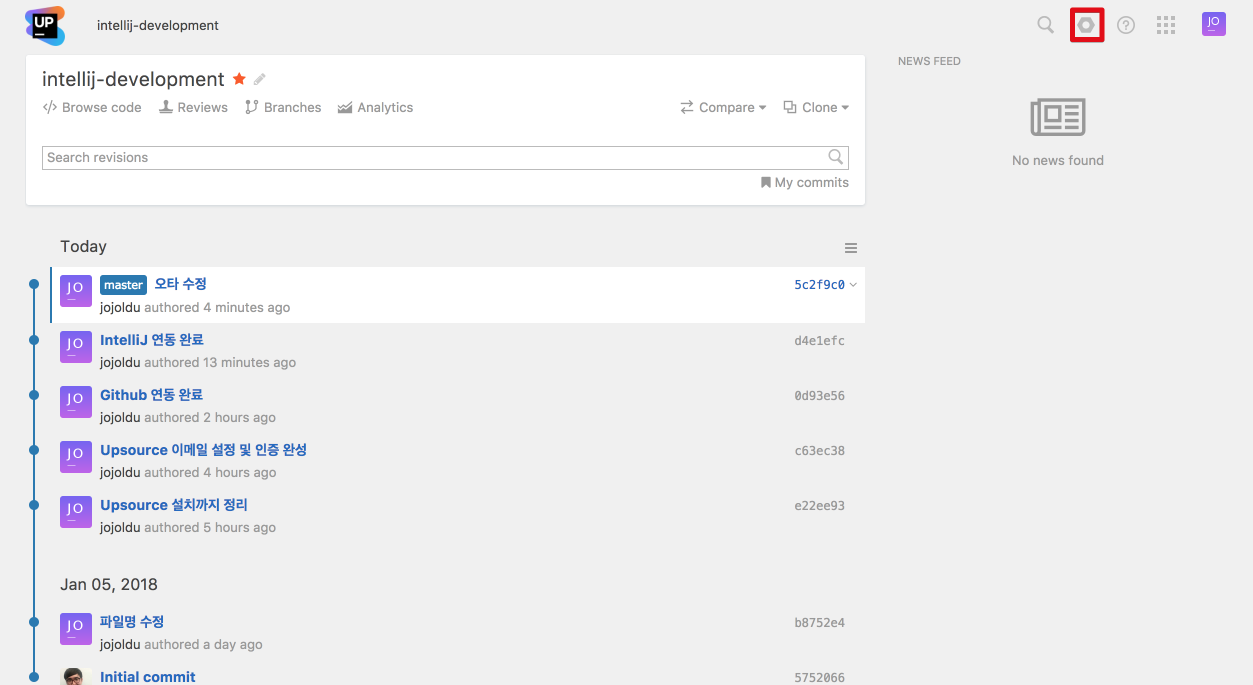 UP
intellij-development
JO
intellij-development
Browse code
Reviews
Branches
Analytics
Compare
Clone
Search revisions
My commits
NEWS FEED
No news found
Today
JO
master 오타 수정
5c2f9c0
jojoldu authored 4 minutes ago
JO
IntelliJ 연동 완료
d4e1efc
jojoldu authored 13 minutes ago
JO
Github 연동 완료
0d93e56
jojoldu authored 2 hours ago
JO
Upsource 이메일 설정 및 인증 완성
c63ec38
jojoldu authored 4 hours ago
JO
Upsource 설치까지 정리
e22ee93
jojoldu authored 5 hours ago
Jan 05, 2018
JO
파일명 수정
b8752e4
jojoldu authored a day ago
Initial commit
5752066